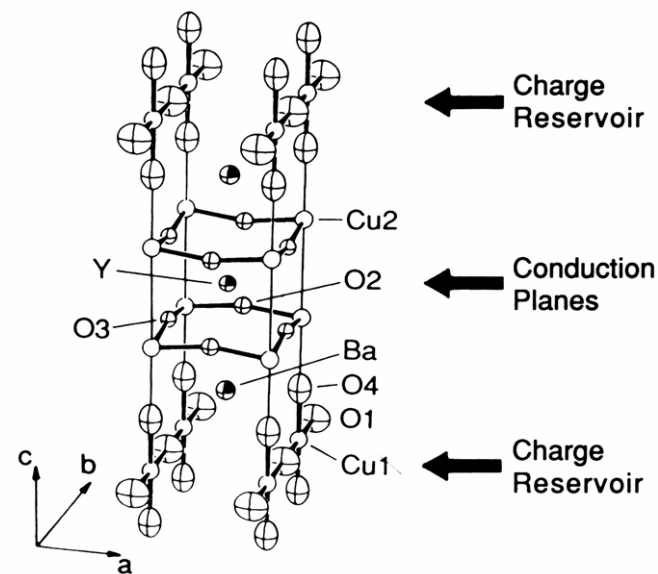 Charge
Reservoir
Cu2
Y
O2
Conduction
Planes
O3
Ba
O4
O1
Cu1
Charge
Reservoir
c
b
a